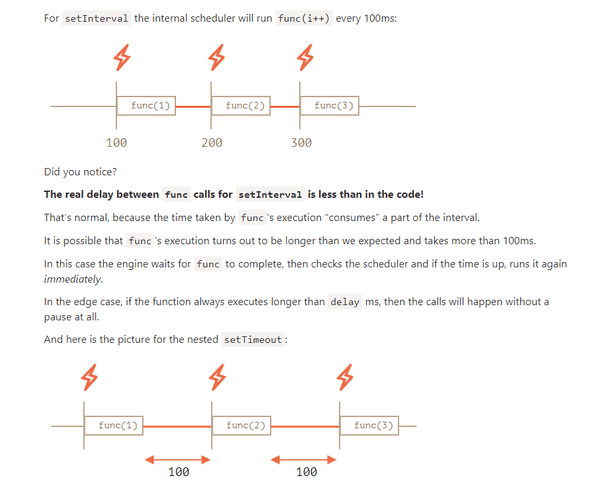 For setInterval the internal scheduler will run func(i++) every 100ms:
func(1) func(2) func(3)
100 200 300
Did you notice?
The real delay between func calls for setInterval is less than in the code!
That's normal, because the time taken by func 's execution "consumes" a part of the interval.
It is possible that func 's execution turns out to be longer than we expected and takes more than 100ms.
In this case the engine waits for func to complete, then checks the scheduler and if the time is up, runs it again
immediately.
In the edge case, if the function always executes longer than delay ms, then the calls will happen without a
pause at all.
And here is the picture for the nested setTimeout:
func(1) func(2) func(3)
100 100